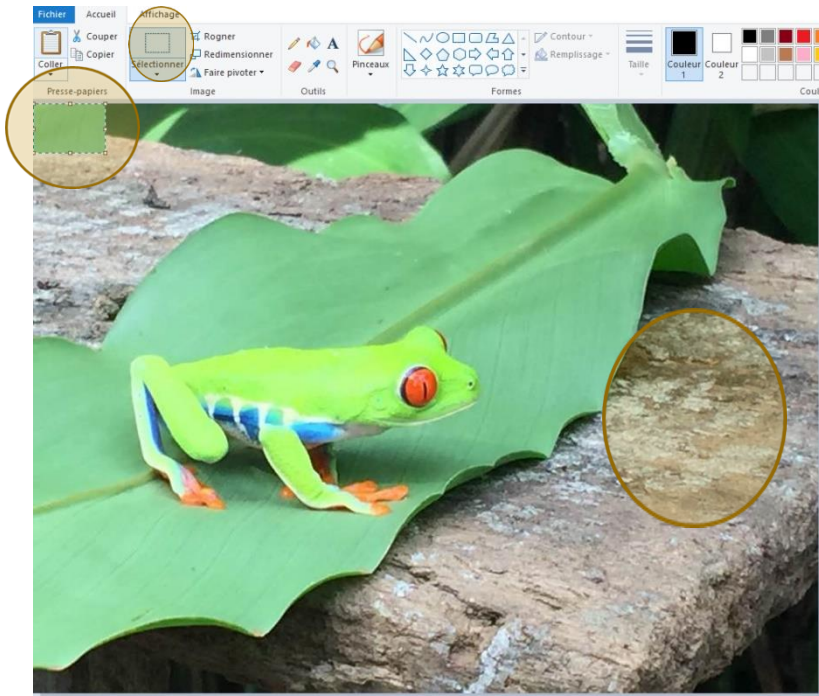 Fichier Accueil Affichage
Coller
Couper
Copier
Presse-papiers
Sélectionner
Rogner
Redimensionner
Faire pivoter
Image
A
Outils
Pinceaux
Contour
Remplissage
Formes
Taille
Couleur
1
Couleur
2
Coul